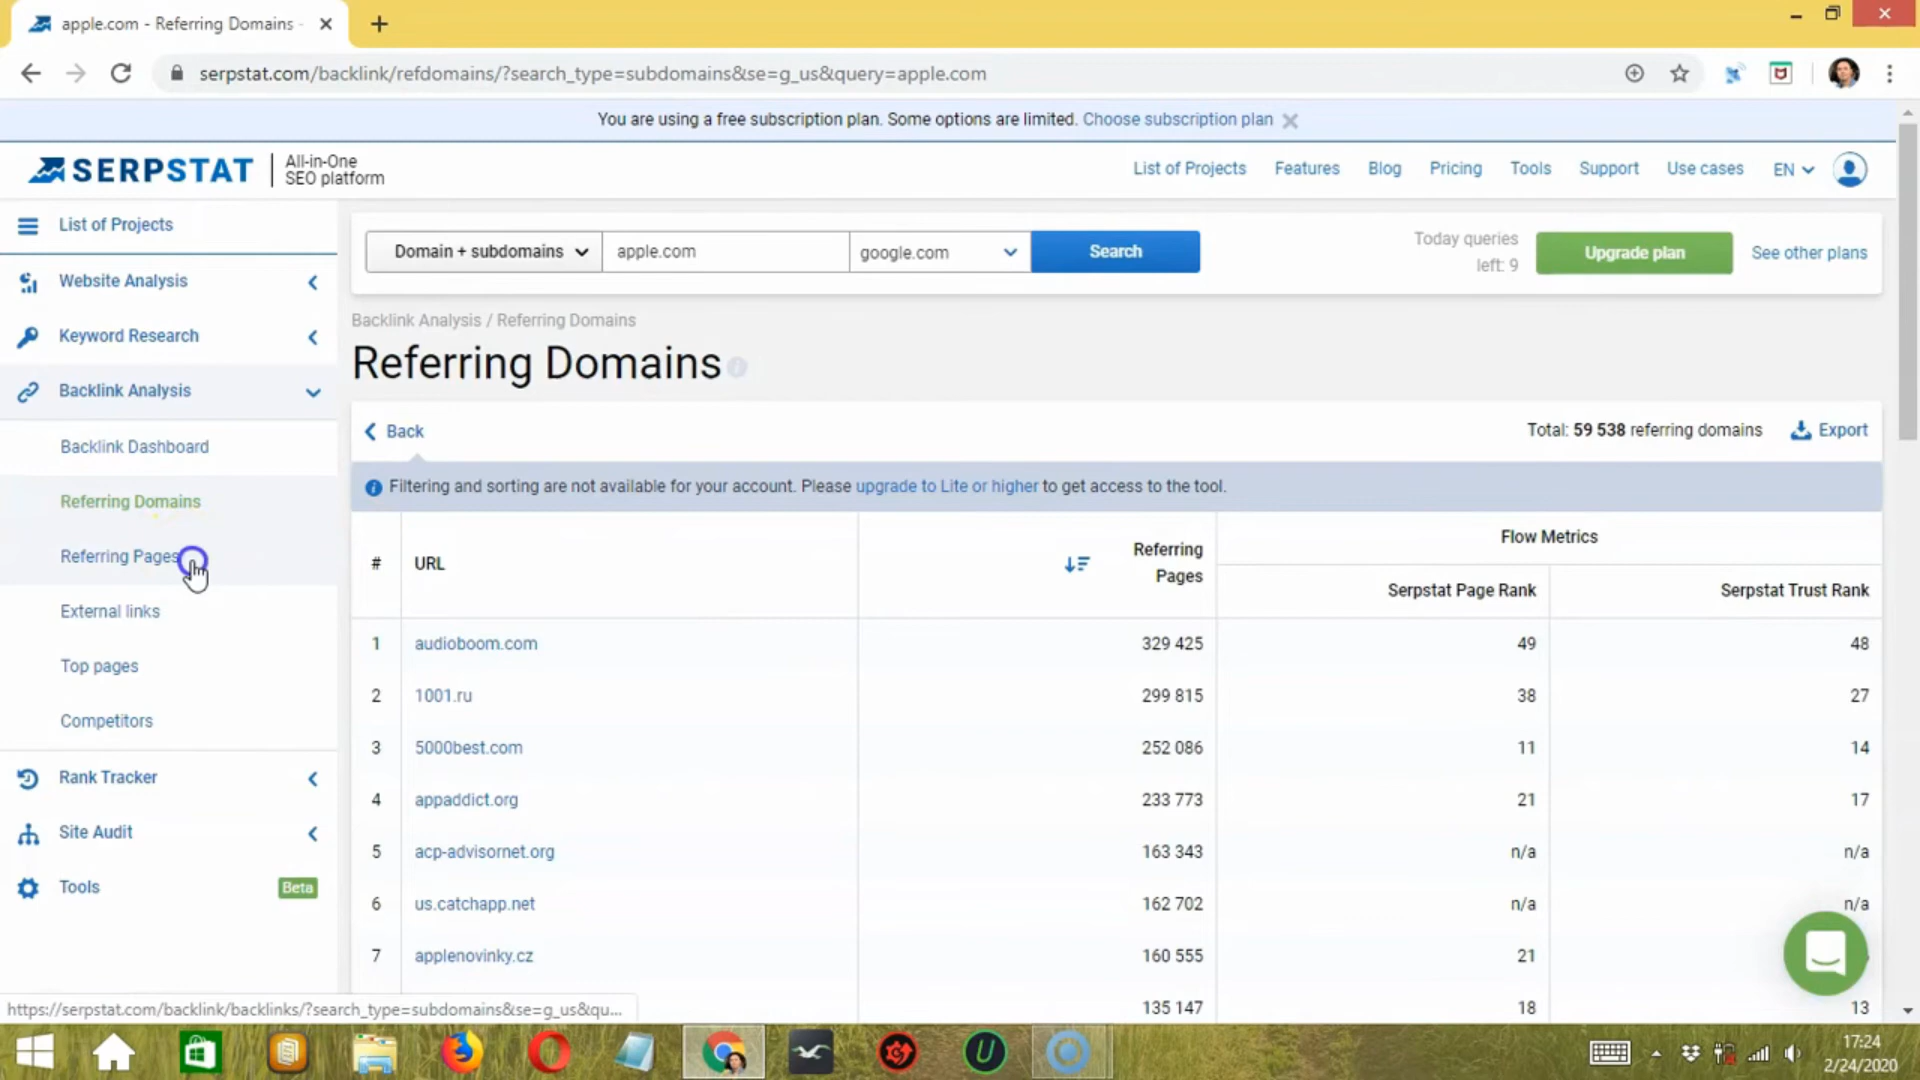 apple.com - Referring Domains -
serpstat.com/backlink/refdomains/?search_type=subdomains&se=g_us&query=apple.com
You are using a free subscription plan. Some options are limited. Choose subscription plan
SERPSTAT
All-in-One
SEO platform
List of Projects
Features
Blog
Pricing
Tools
Support
Use cases
EN
List of Projects
Website Analysis
Keyword Research
Backlink Analysis
Backlink Dashboard
Referring Domains
Referring Pages
External links
Top pages
Competitors
Rank Tracker
Site Audit
Tools
Beta
Domain + subdomains
apple.com
google.com
Search
Today queries
left: 9
Upgrade plan
See other plans
Backlink Analysis / Referring Domains
Referring Domains
Back
Total: 59 538 referring domains
Export
Filtering and sorting are not available for your account. Please upgrade to Lite or higher to get access to the tool.
# URL Referring Pages Flow Metrics
Serpstat Page Rank Serpstat Trust Rank
1 audioboom.com 329 425 49 48
2 1001.ru 299 815 38 27
3 5000best.com 252 086 11 14
4 appaddict.org 233 773 21 17
5 acp-advisornet.org 163 343 n/a n/a
6 us.catchapp.net 162 702 n/a n/a
7 applenovinky.cz 160 555 21
135 147 18 13
https://serpstat.com/backlink/backlinks/?search_type=subdomains&se=g_us&qu...
17:24
2/24/2020